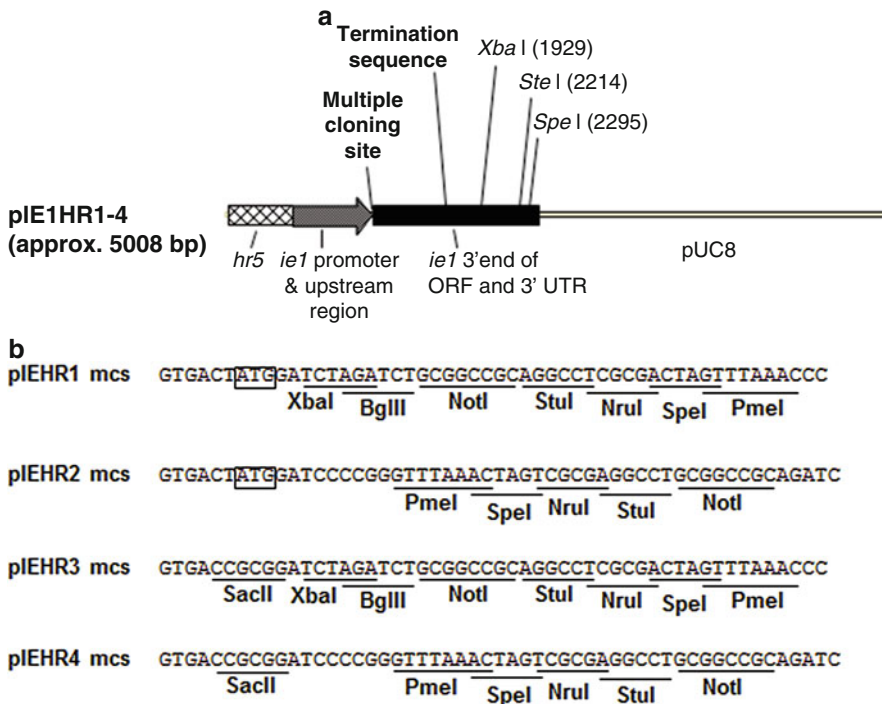 a
Termination
sequence
Xba I (1929)
Ste I (2214)
Spe I (2295)
Multiple
cloning
site
pIE1HR1-4
(approx. 5008 bp)
hr5
ie1 promoter
& upstream
region
ie1 3'end of
ORF and 3' UTR
pUC8
b
pIEHR1 mcs GTGACTATGGATCTAGATCTGCGGCCGCAGGCCTCGCGACTAGTTTAAACCC
XbaI BglII NotI StuI NruI SpeI PmeI
pIEHR2 mcs GTGACTATGGATCCCCGGGTTTAAACTAGTCGCGAGGCCTGCGGCCGCAGATC
PmeI SpeI NruI StuI NotI
pIEHR3 mcs GTGACCGCGGATCTAGATCTGCGGCCGCAGGCCTCGCGACTAGTTTAAACCC
SacII XbaI BglII NotI StuI NruI SpeI PmeI
pIEHR4 mcs GTGACCGCGGATCCCCGGGTTTAAACTAGTCGCGAGGCCTGCGGCCGCAGATC
SacII PmeI SpeI NruI StuI NotI